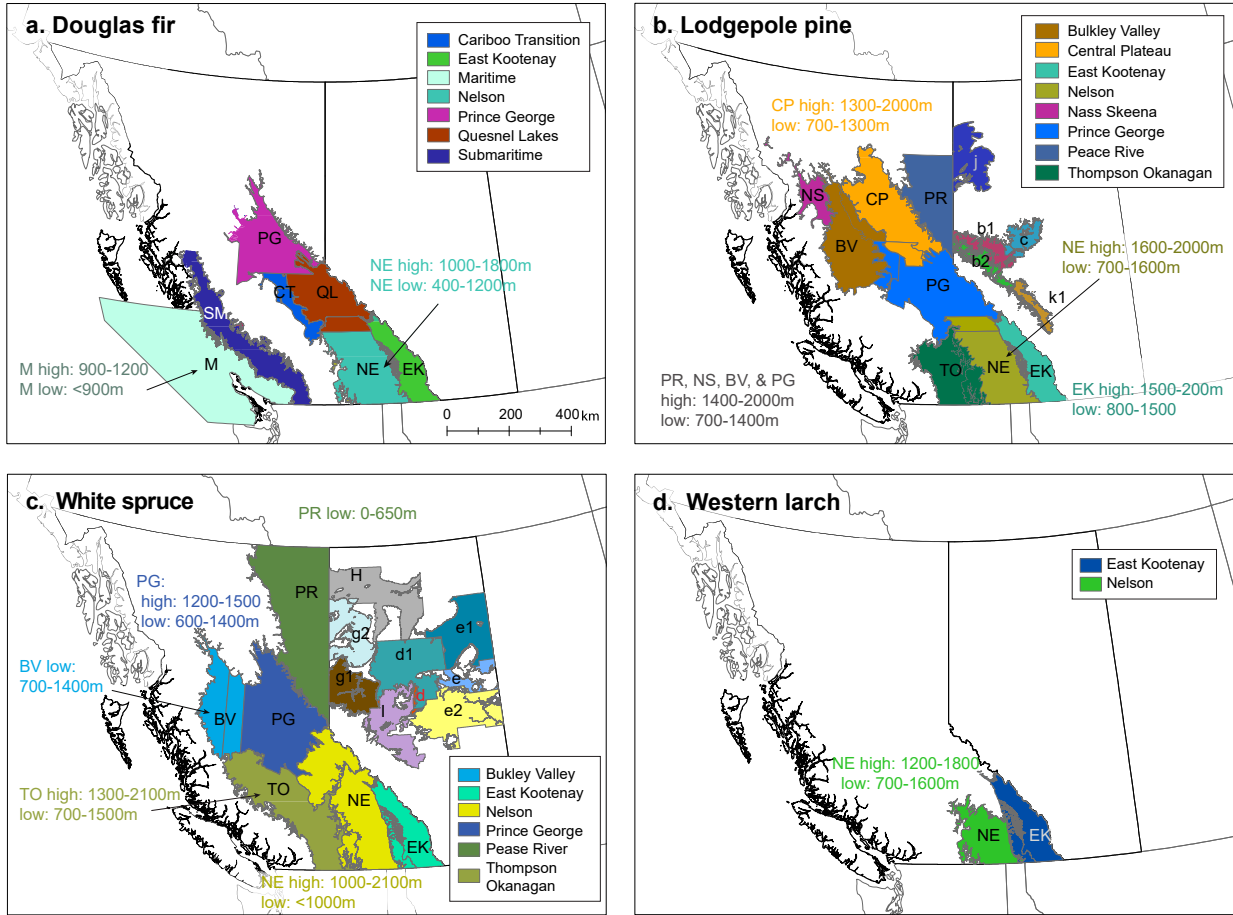 a. Douglas fir
Cariboo Transition
East Kootenay
Maritime
Nelson
Prince George
Quesnel Lakes
Submaritime
PG
CT
QL
SM
M
NE
EK
NE high: 1000-1800m
NE low: 400-1200m
M high: 900-1200
M low: <900m
0 200 400 km
b. Lodgepole pine
Bulkley Valley
Central Plateau
East Kootenay
Nelson
Nass Skeena
Prince George
Peace Rive
Thompson Okanagan
CP high: 1300-2000m
low: 700-1300m
j
NS
CP
PR
BV
b1
c
b2
NE high: 1600-2000m
low: 700-1600m
PG
k1
TO
NE
EK
PR, NS, BV, & PG
high: 1400-2000m
low: 700-1400m
EK high: 1500-200m
low: 800-1500
c. White spruce
PR low: 0-650m
PG:
high: 1200-1500
low: 600-1400m
PR
H
g2
e1
d1
BV low:
700-1400m
g1
e
d
l
e2
BV
PG
TO
NE
EK
TO high: 1300-2100m
low: 700-1500m
NE high: 1000-2100m
low: <1000m
Bukley Valley
East Kootenay
Nelson
Prince George
Pease River
Thompson
Okanagan
d. Western larch
East Kootenay
Nelson
NE high: 1200-1800
low: 700-1600m
NE
EK